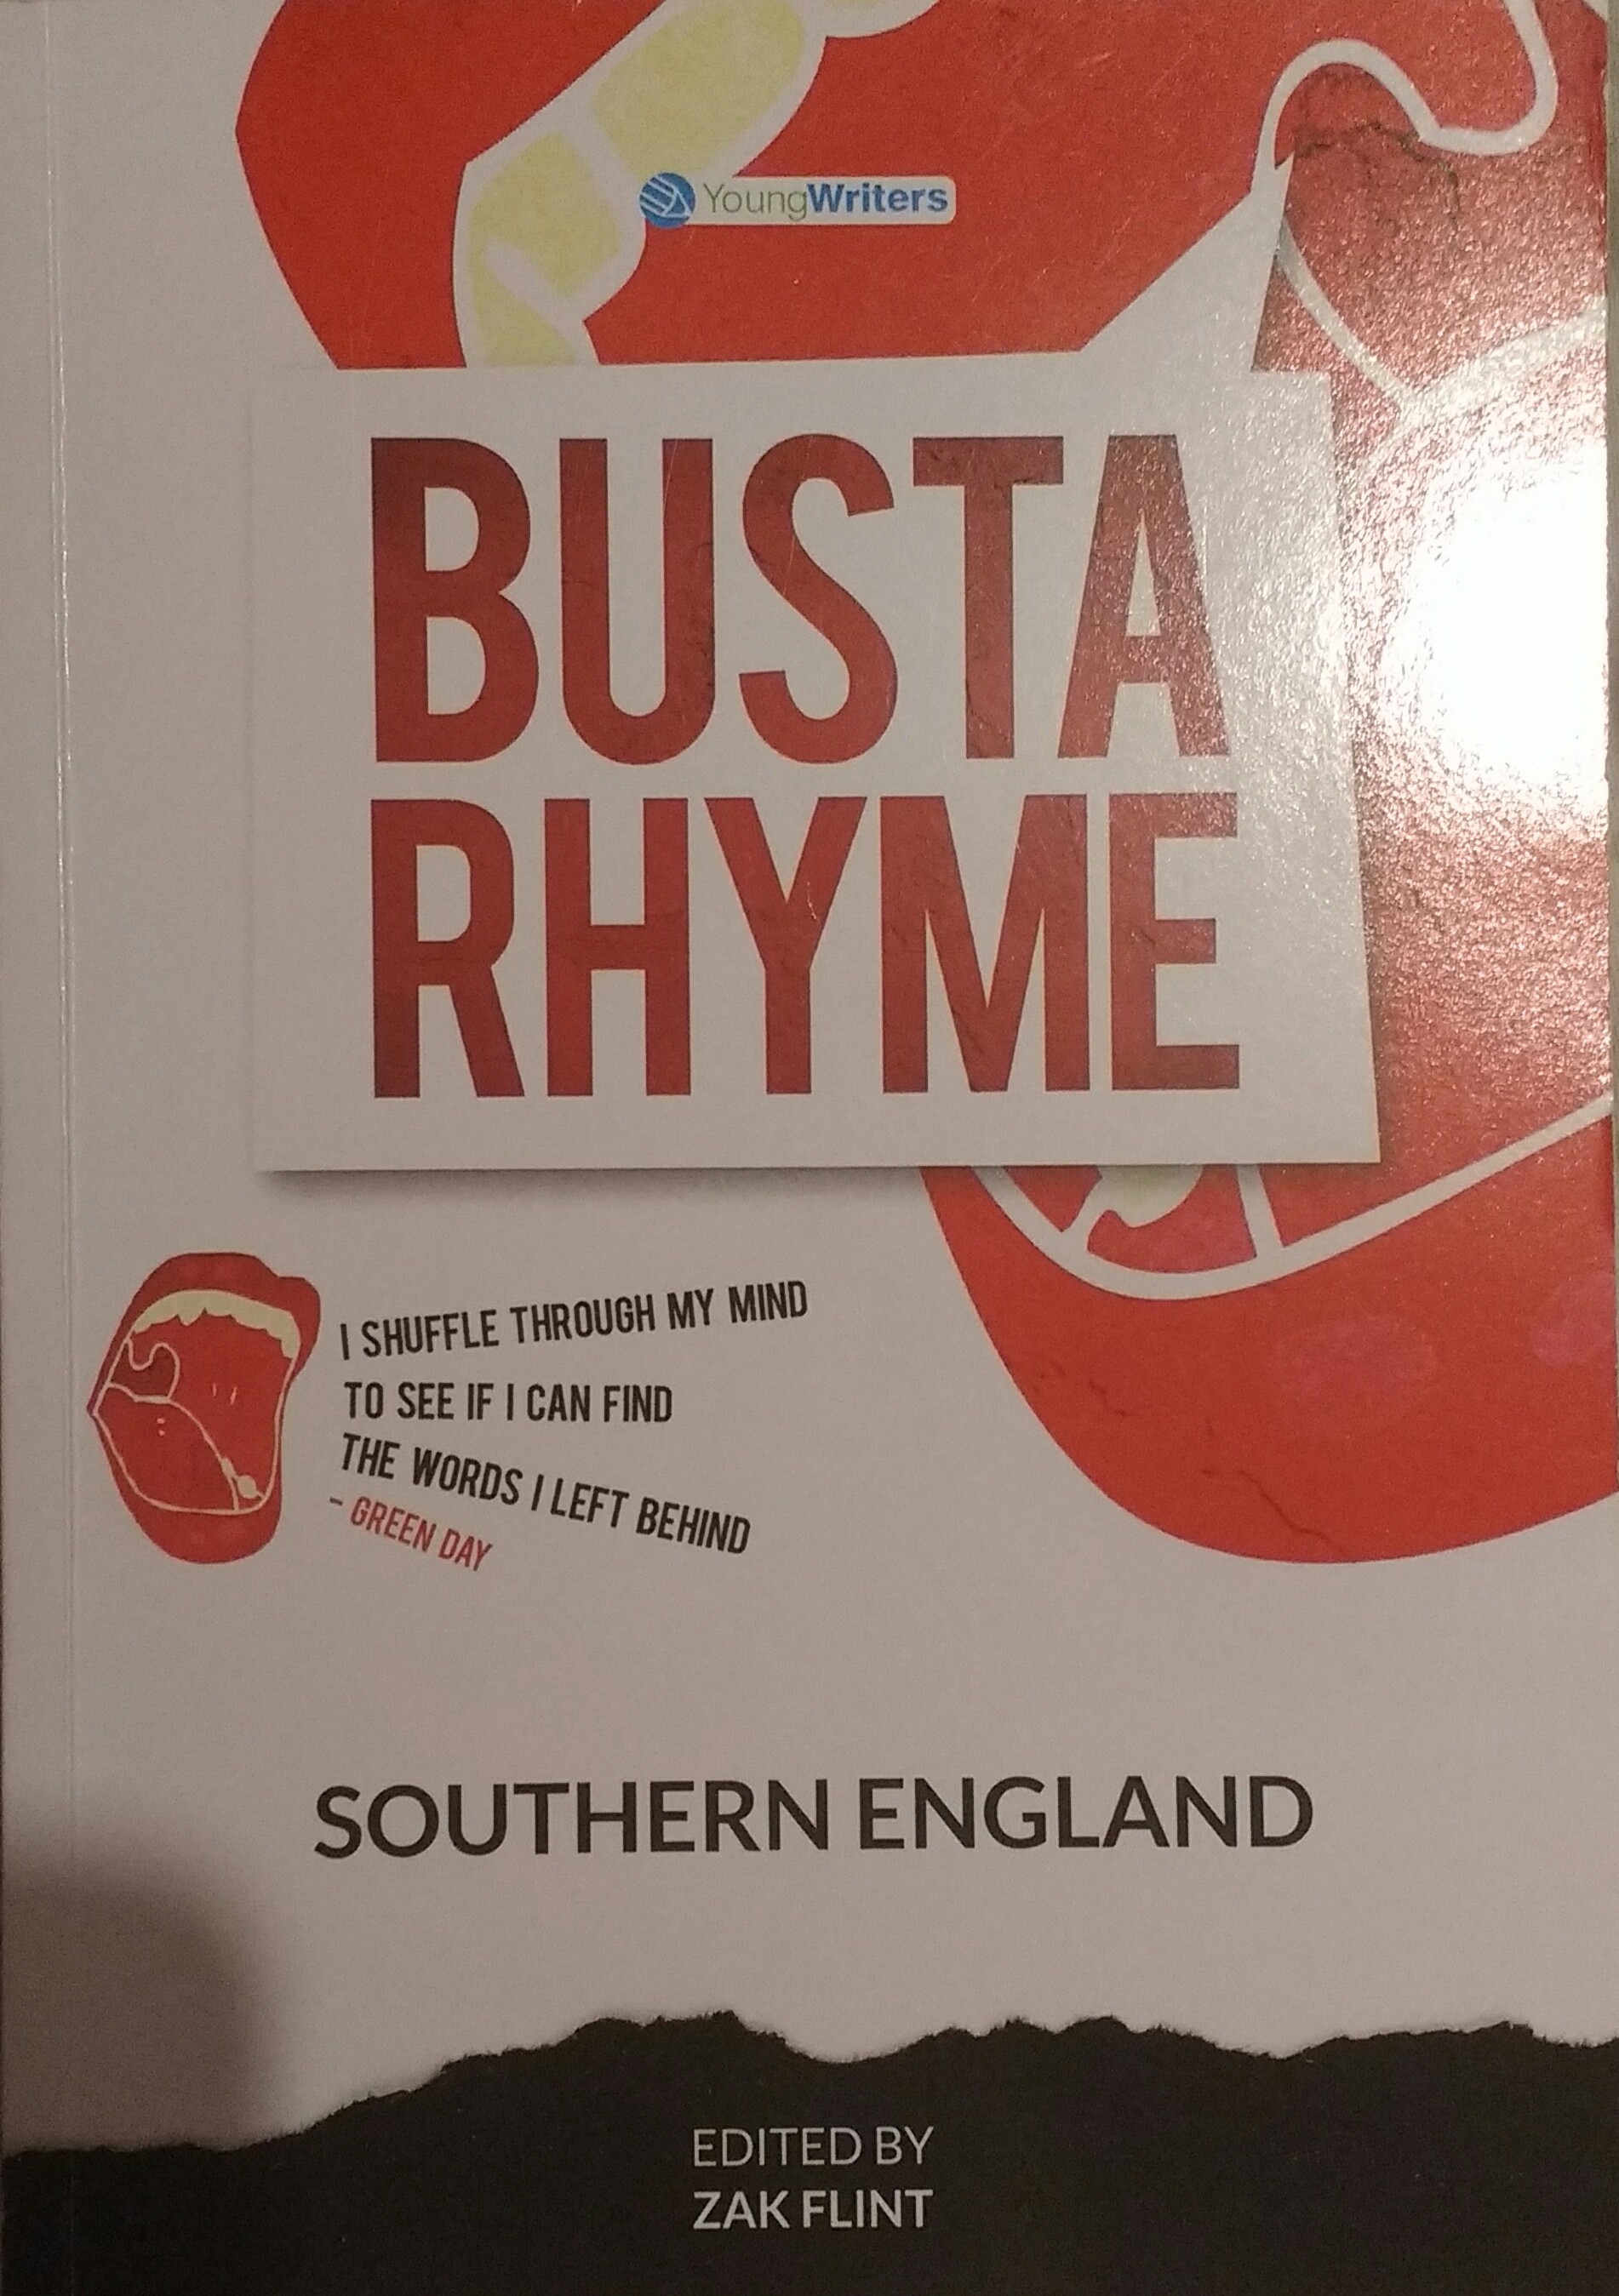 YoungWriters
BUSTA
RHYME
I SHUFFLE THROUGH MY MIND
TO SEE IF I CAN FIND
THE WORDS I LEFT BEHIND
- GREEN DAY
SOUTHERN ENGLAND
EDITED BY
ZAK FLINT